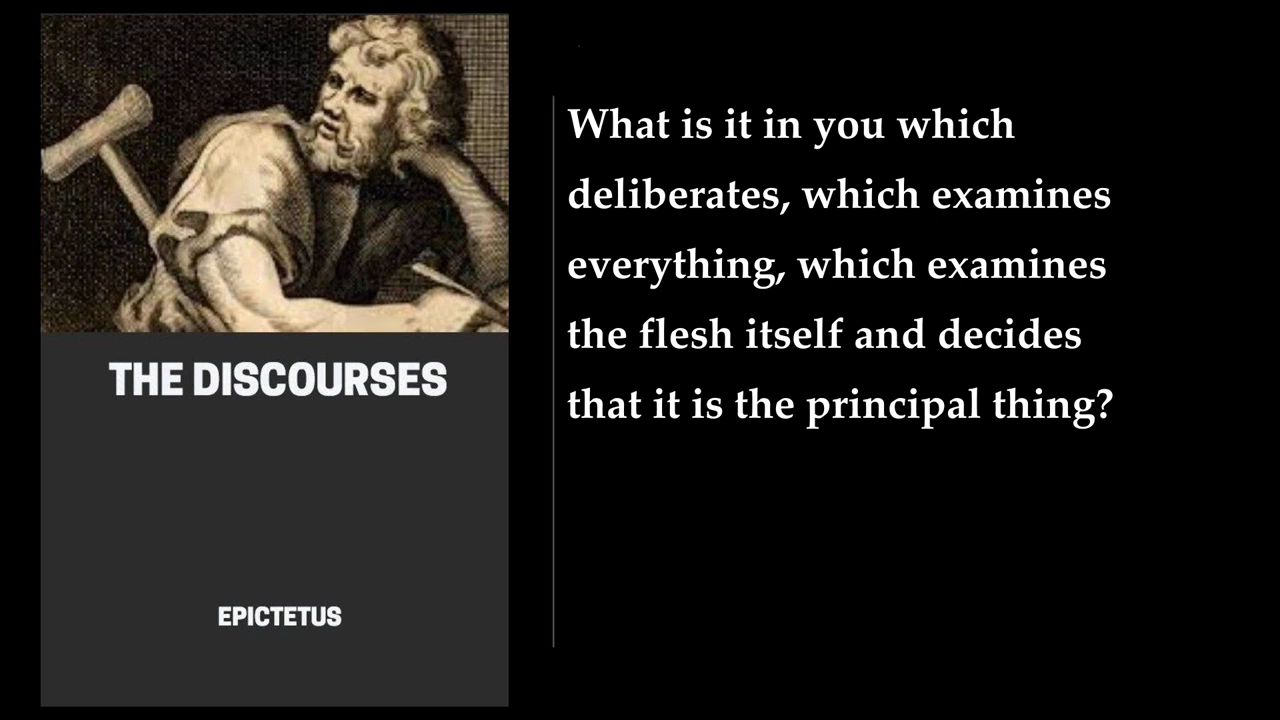 THE DISCOURSES
EPICTETUS
What is it in you which
deliberates, which examines
everything, which examines
the flesh itself and decides
that it is the principal thing?